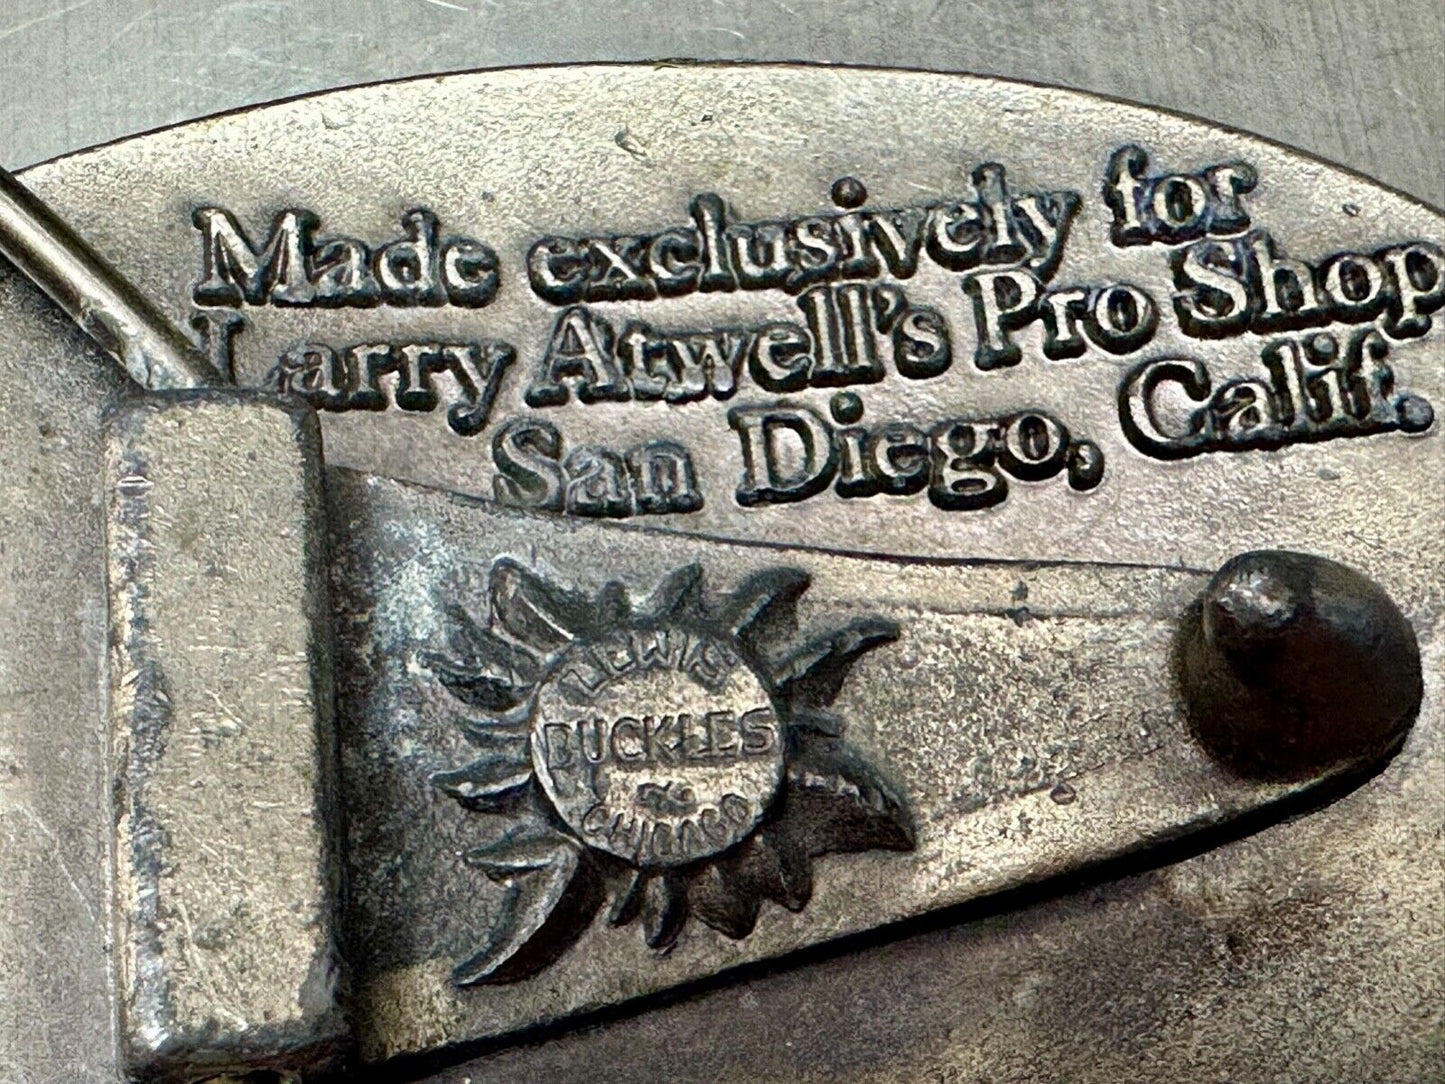 Made exclusively for
Larry Atwell's Pro Shop
San Diego, Calif.
LEWIS
BUCKLES
CHICAGO